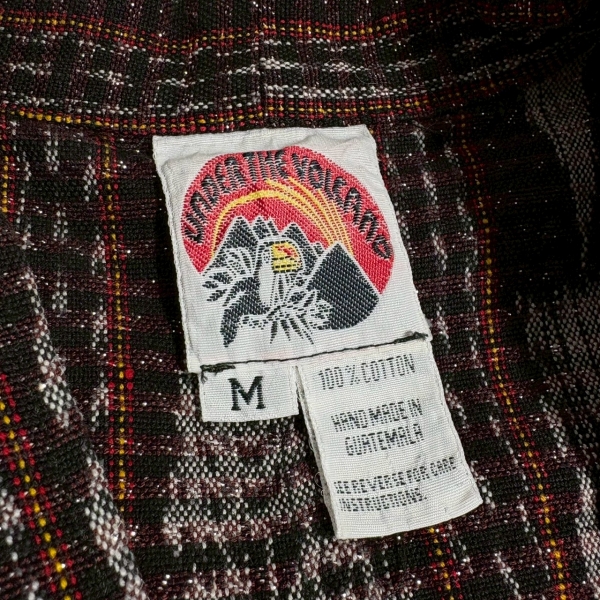 UNDER THE VOLCANO
M
100% COTTON
HAND MADE IN
GUATEMALA
SEE REVERSE FOR CARE
INSTRUCTIONS.